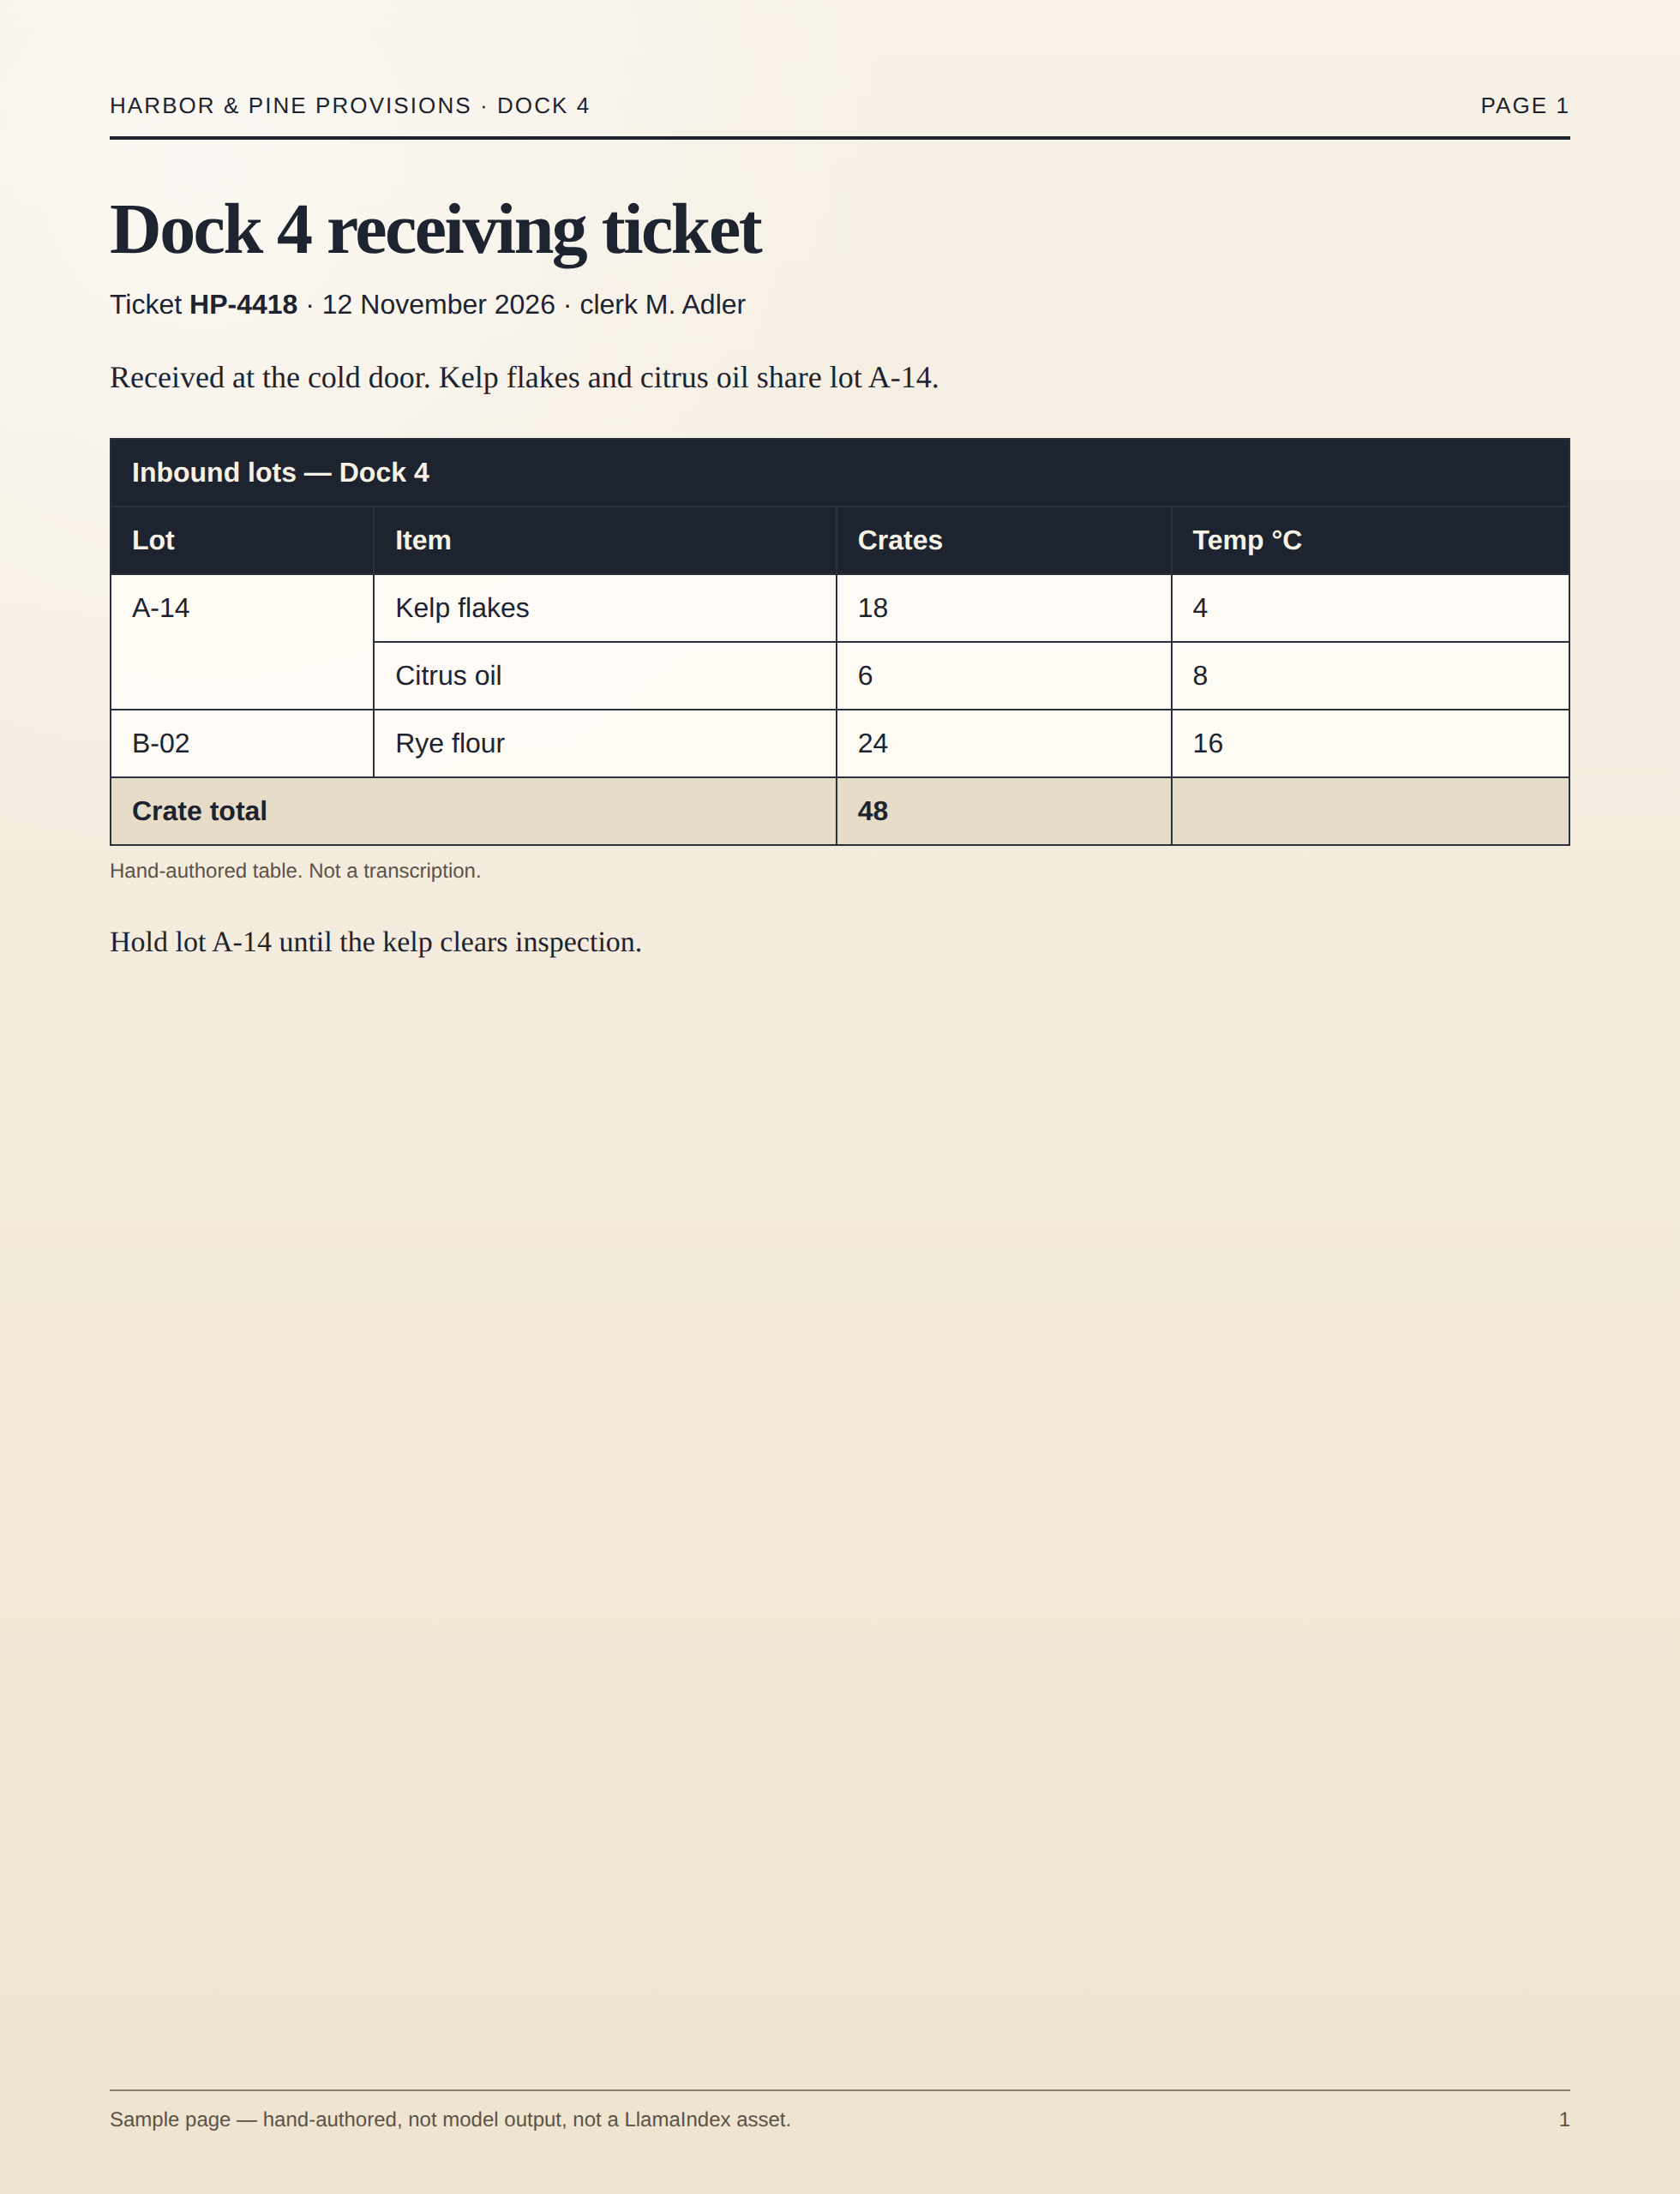 HARBOR & PINE PROVISIONS · DOCK 4 PAGE 1
Dock 4 receiving ticket
Ticket HP-4418 · 12 November 2026 · clerk M. Adler
Received at the cold door. Kelp flakes and citrus oil share lot A-14.
Inbound lots — Dock 4
Lot Item Crates Temp °C
A-14 Kelp flakes 18 4
Citrus oil 6 8
B-02 Rye flour 24 16
Crate total 48
Hand-authored table. Not a transcription.
Hold lot A-14 until the kelp clears inspection.
Sample page — hand-authored, not model output, not a LlamaIndex asset. 1